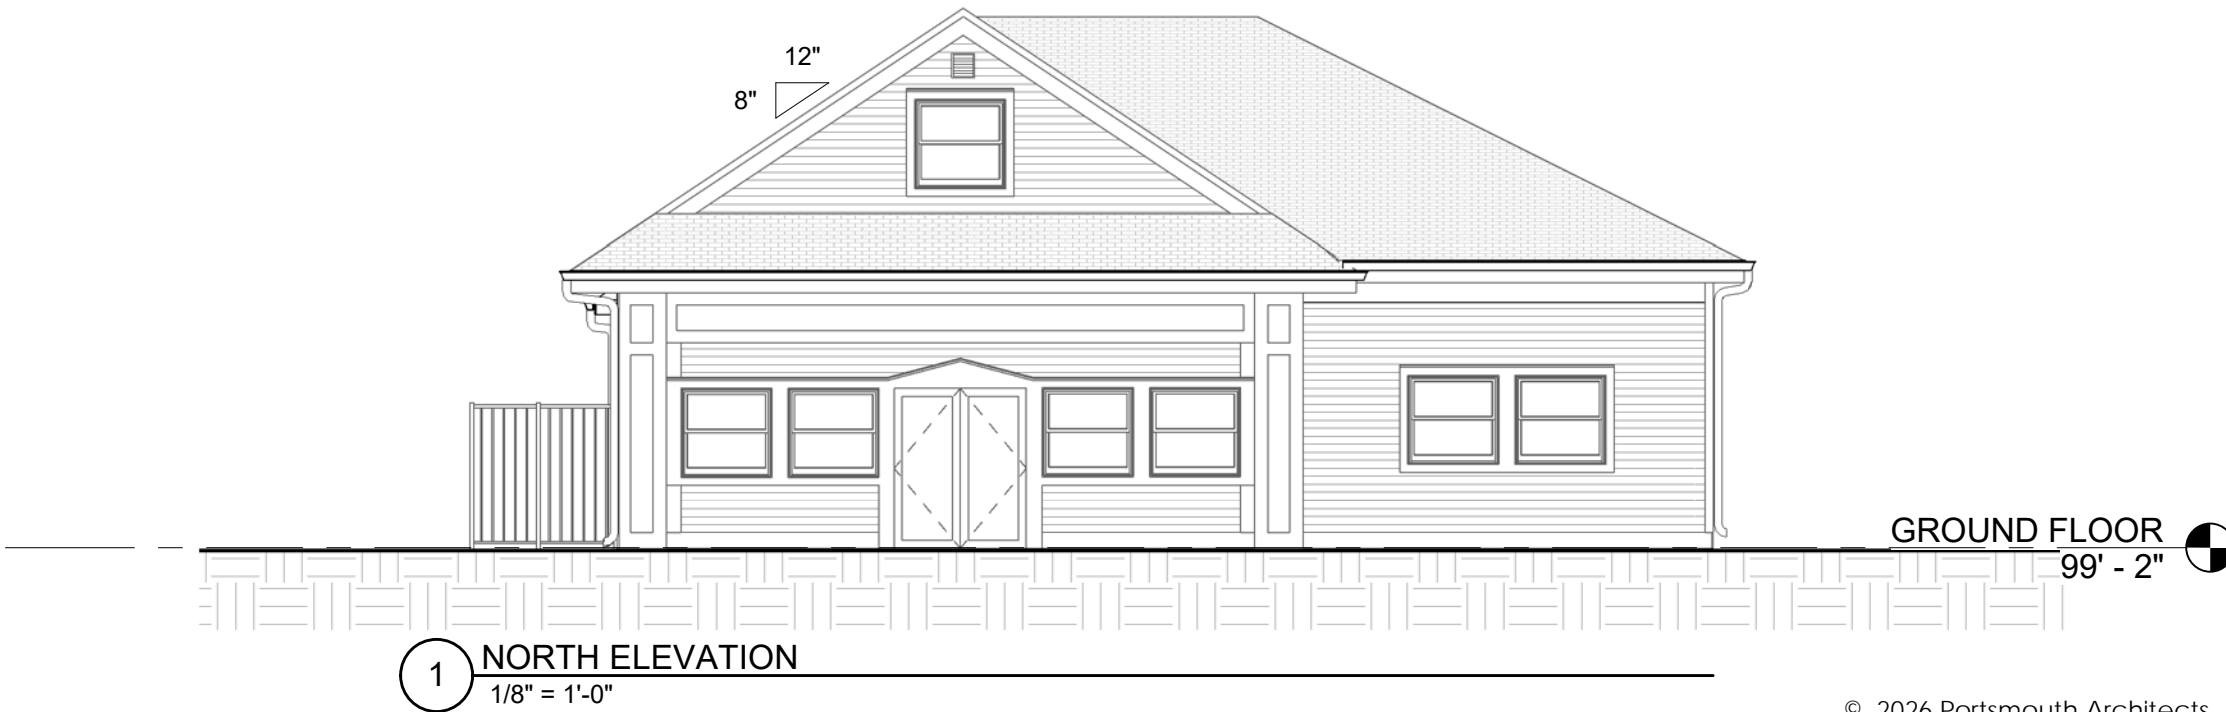 12"
8"
GROUND FLOOR
99' - 2"
1
NORTH ELEVATION
1/8" = 1'-0"
© 2026 Portsmouth Architects